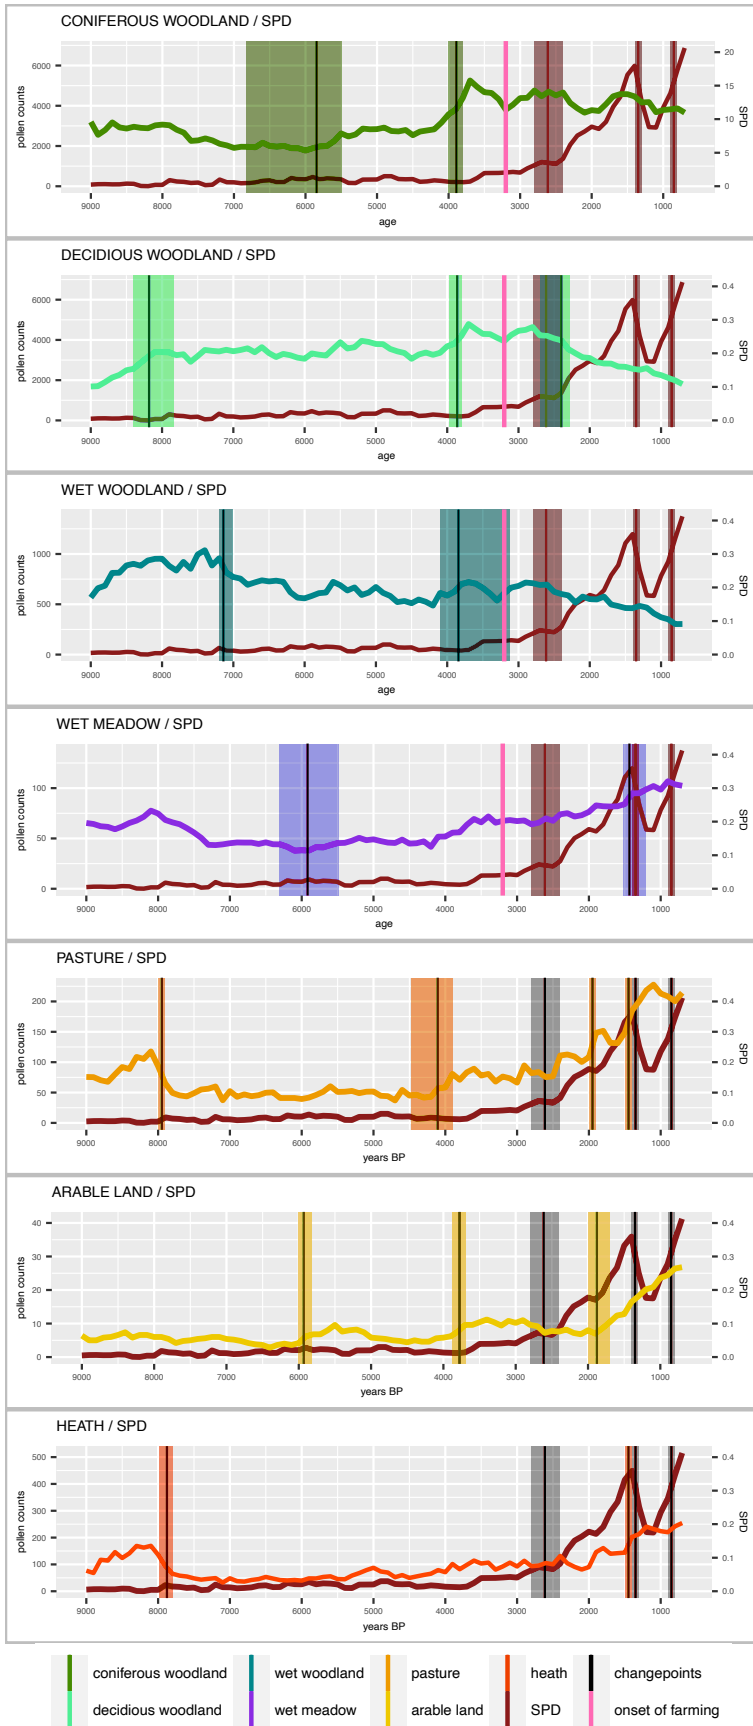 CONIFEROUS WOODLAND / SPD
6000
4000
2000
0
pollen counts
20
15
10
5
0
SPD
9000 8000 7000 6000 5000 4000 3000 2000 1000
age
DECIDIOUS WOODLAND / SPD
6000
4000
2000
0
pollen counts
0.4
0.3
0.2
0.1
0.0
SPD
9000 8000 7000 6000 5000 4000 3000 2000 1000
age
WET WOODLAND / SPD
1000
500
0
pollen counts
0.4
0.3
0.2
0.1
0.0
SPD
9000 8000 7000 6000 5000 4000 3000 2000 1000
age
WET MEADOW / SPD
100
50
0
pollen counts
0.4
0.3
0.2
0.1
0.0
SPD
9000 8000 7000 6000 5000 4000 3000 2000 1000
age
PASTURE / SPD
200
150
100
50
0
pollen counts
0.4
0.3
0.2
0.1
0.0
SPD
9000 8000 7000 6000 5000 4000 3000 2000 1000
years BP
ARABLE LAND / SPD
40
30
20
10
0
pollen counts
0.4
0.3
0.2
0.1
0.0
SPD
9000 8000 7000 6000 5000 4000 3000 2000 1000
years BP
HEATH / SPD
500
400
300
200
100
0
pollen counts
0.4
0.3
0.2
0.1
0.0
SPD
9000 8000 7000 6000 5000 4000 3000 2000 1000
years BP
coniferous woodland wet woodland pasture heath changepoints
decidious woodland wet meadow arable land SPD onset of farming